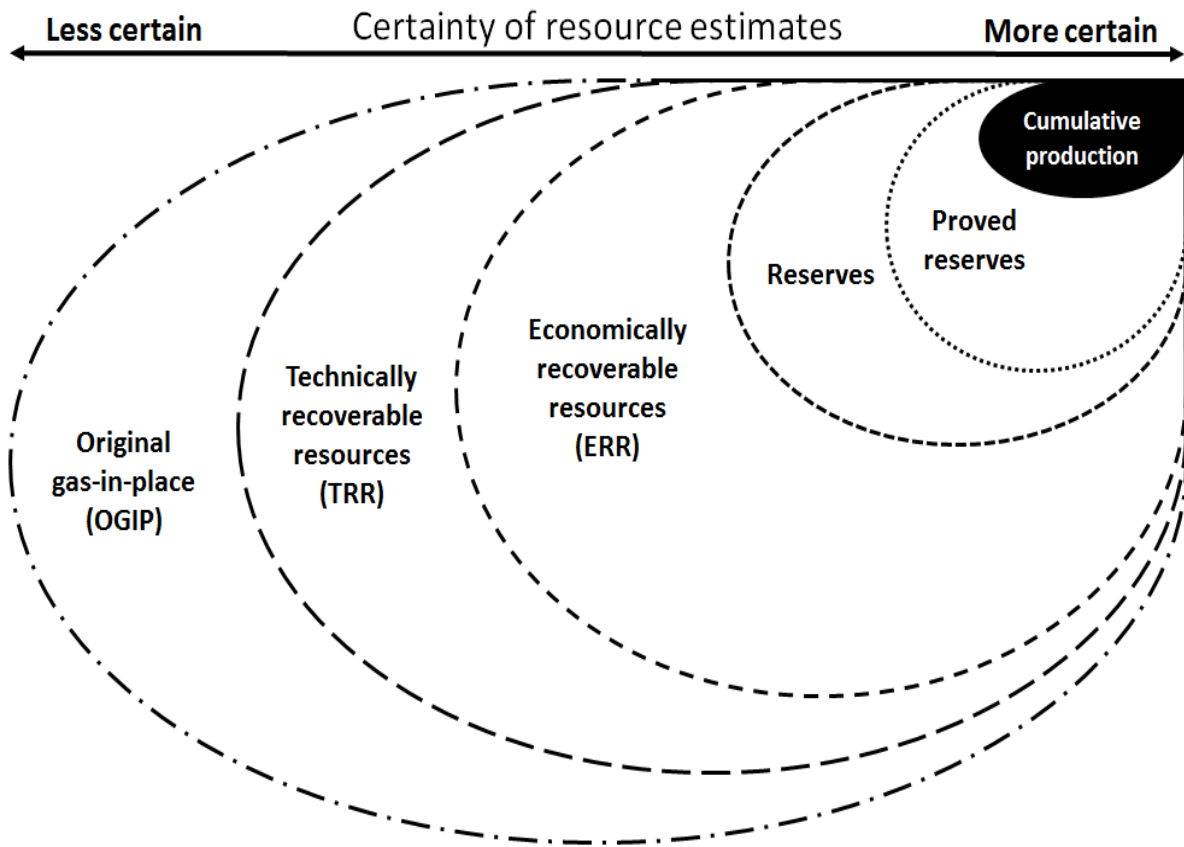 Less certain
Certainty of resource estimates
More certain
Cumulative
production
Proved
reserves
Reserves
Economically
recoverable
resources
(ERR)
Technically
recoverable
resources
(TRR)
Original
gas-in-place
(OGIP)